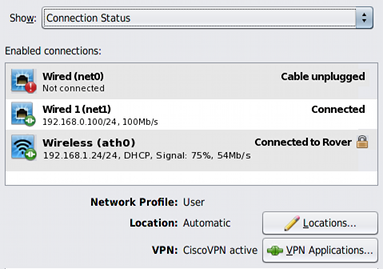 Show: Connection Status
Enabled connections:
Wired (net0) Cable unplugged
Not connected
Wired 1 (net1) Connected
192.168.0.100/24, 100Mb/s
Wireless (ath0) Connected to Rover
192.168.1.24/24, DHCP, Signal: 75%, 54Mb/s
Network Profile: User
Location: Automatic Locations...
VPN: CiscoVPN active VPN Applications...